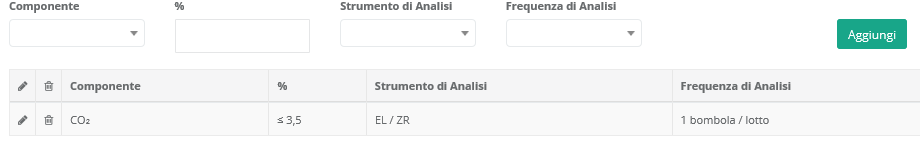 Componente % Strumento di Analisi Frequenza di Analisi
Aggiungi
Componente % Strumento di Analisi Frequenza di Analisi
CO₂ ≤ 3,5 EL / ZR 1 bombola / lotto